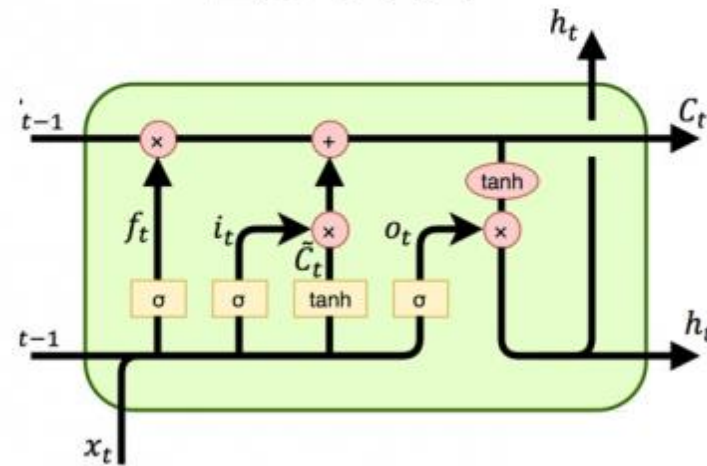 h_t
t-1
C_t
×
+
tanh
f_t
i_t
×
o_t
×
C̃_t
σ
σ
tanh
σ
t-1
h_t
x_t